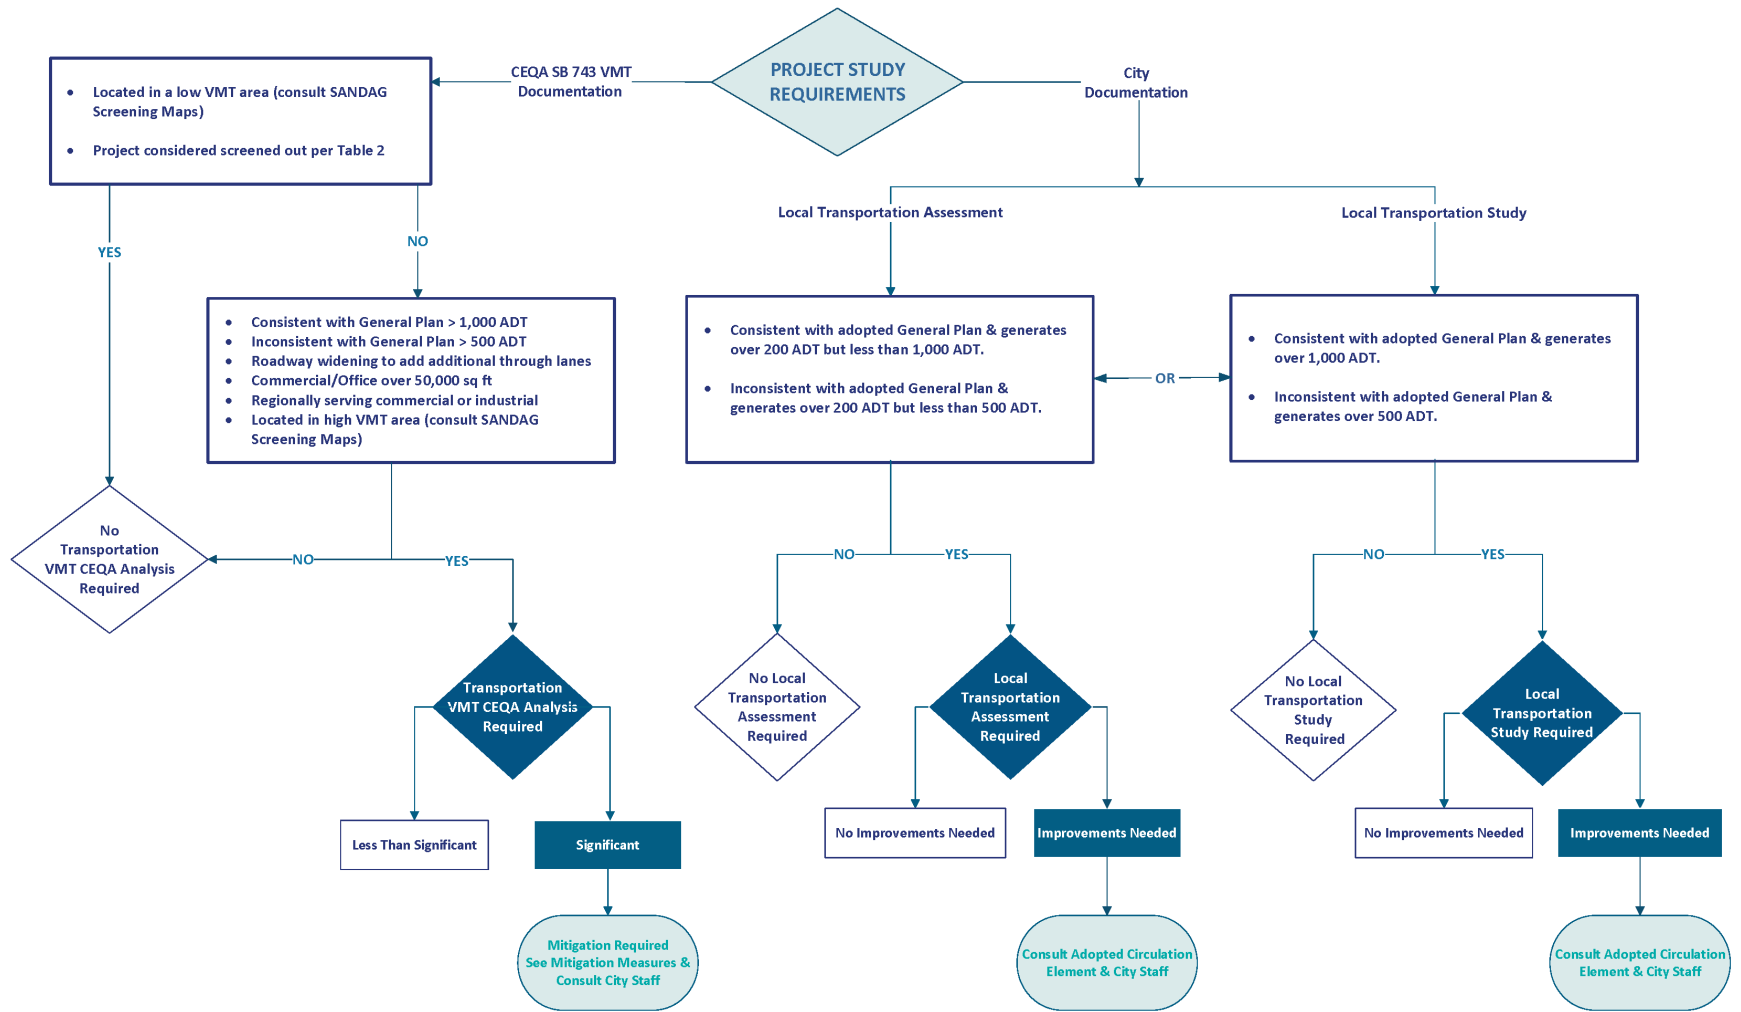 PROJECT STUDY
REQUIREMENTS
CEQA SB 743 VMT
Documentation
City
Documentation
• Located in a low VMT area (consult SANDAG
Screening Maps)
• Project considered screened out per Table 2
YES
NO
Local Transportation Assessment
Local Transportation Study
• Consistent with General Plan > 1,000 ADT
• Inconsistent with General Plan > 500 ADT
• Roadway widening to add additional through lanes
• Commercial/Office over 50,000 sq ft
• Regionally serving commercial or industrial
• Located in high VMT area (consult SANDAG
Screening Maps)
• Consistent with adopted General Plan & generates
over 200 ADT but less than 1,000 ADT.
• Inconsistent with adopted General Plan &
generates over 200 ADT but less than 500 ADT.
OR
• Consistent with adopted General Plan & generates
over 1,000 ADT.
• Inconsistent with adopted General Plan &
generates over 500 ADT.
No
Transportation
VMT CEQA Analysis
Required
NO
YES
NO
YES
NO
YES
Transportation
VMT CEQA Analysis
Required
No Local
Transportation
Assessment
Required
Local
Transportation
Assessment
Required
No Local
Transportation
Study
Required
Local
Transportation
Study Required
Less Than Significant
Significant
No Improvements Needed
Improvements Needed
No Improvements Needed
Improvements Needed
Mitigation Required
See Mitigation Measures &
Consult City Staff
Consult Adopted Circulation
Element & City Staff
Consult Adopted Circulation
Element & City Staff